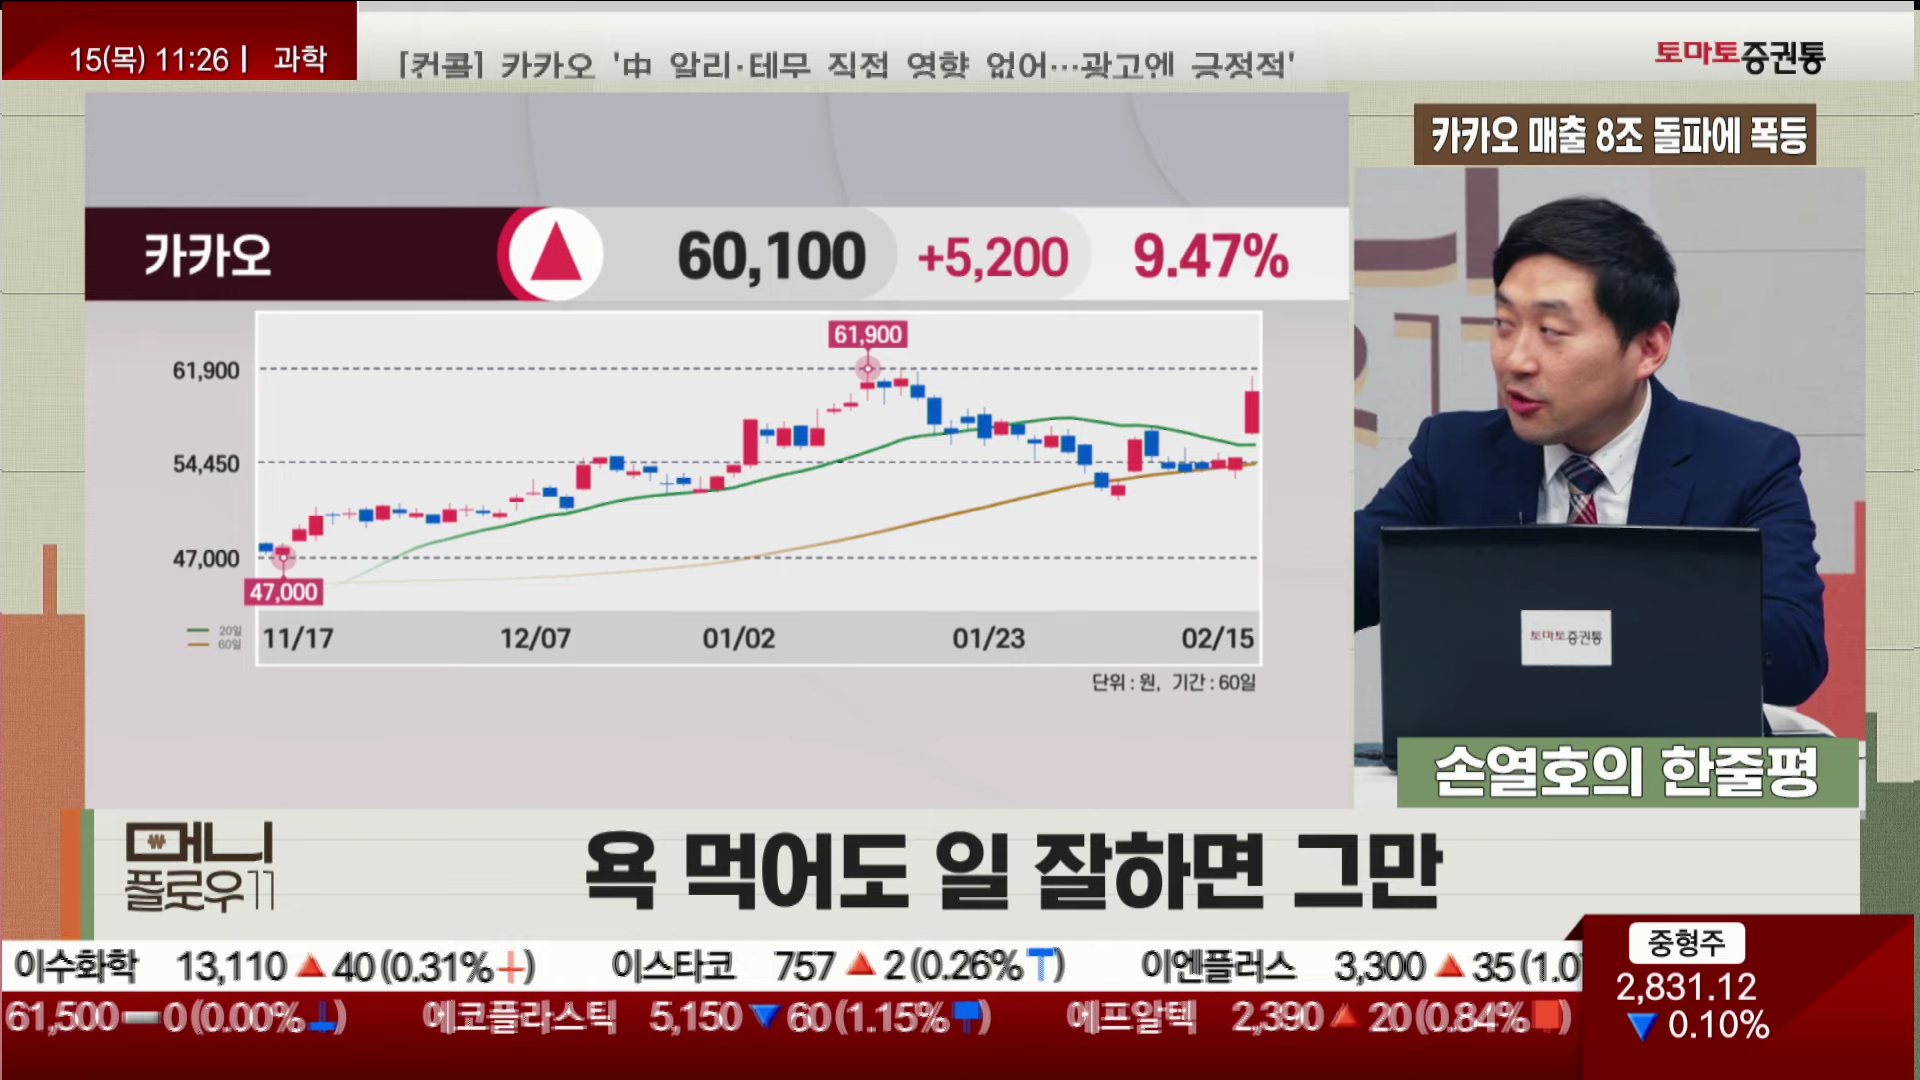 15(목) 11:26 | 과학
[컨콜] 카카오 '中 알리·테무 직접 영향 없어…광고엔 긍정적'
토마토증권통
카카오 매출 8조 돌파에 폭등
카카오 ▲ 60,100 +5,200 9.47%
61,900
61,900
54,450
47,000
47,000
20일
60일
11/17 12/07 01/02 01/23 02/15
단위 : 원, 기간 : 60일
토마토증권통
손열호의 한줄평
머니
플로우11
욕 먹어도 일 잘하면 그만
이수화학 13,110 ▲ 40 (0.31%) 이스타코 757 ▲ 2 (0.26%) 이엔플러스 3,300 ▲ 35 (1.0
61,500 0 (0.00%) 에코플라스틱 5,150 ▼ 60 (1.15%) 에프알텍 2,390 ▲ 20 (0.84%)
중형주
2,831.12
▼ 0.10%